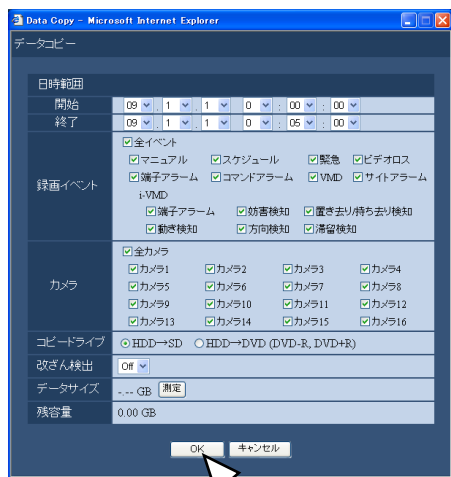 Data Copy - Microsoft Internet Explorer
データコピー
日時範囲
開始 09 . 1 . 1 0 : 00 : 00
終了 09 . 1 . 1 0 : 05 : 00
録画イベント
全イベント
マニュアル スケジュール 緊急 ビデオロス
端子アラーム コマンドアラーム VMD サイトアラーム
i-VMD
端子アラーム 妨害検知 置き去り/持ち去り検知
動き検知 方向検知 滞留検知
カメラ
全カメラ
カメラ1 カメラ2 カメラ3 カメラ4
カメラ5 カメラ6 カメラ7 カメラ8
カメラ9 カメラ10 カメラ11 カメラ12
カメラ13 カメラ14 カメラ15 カメラ16
コピードライブ HDD→SD HDD→DVD (DVD-R, DVD+R)
改ざん検出 Off
データサイズ -.-- GB 測定
残容量 0.00 GB
OK キャンセル